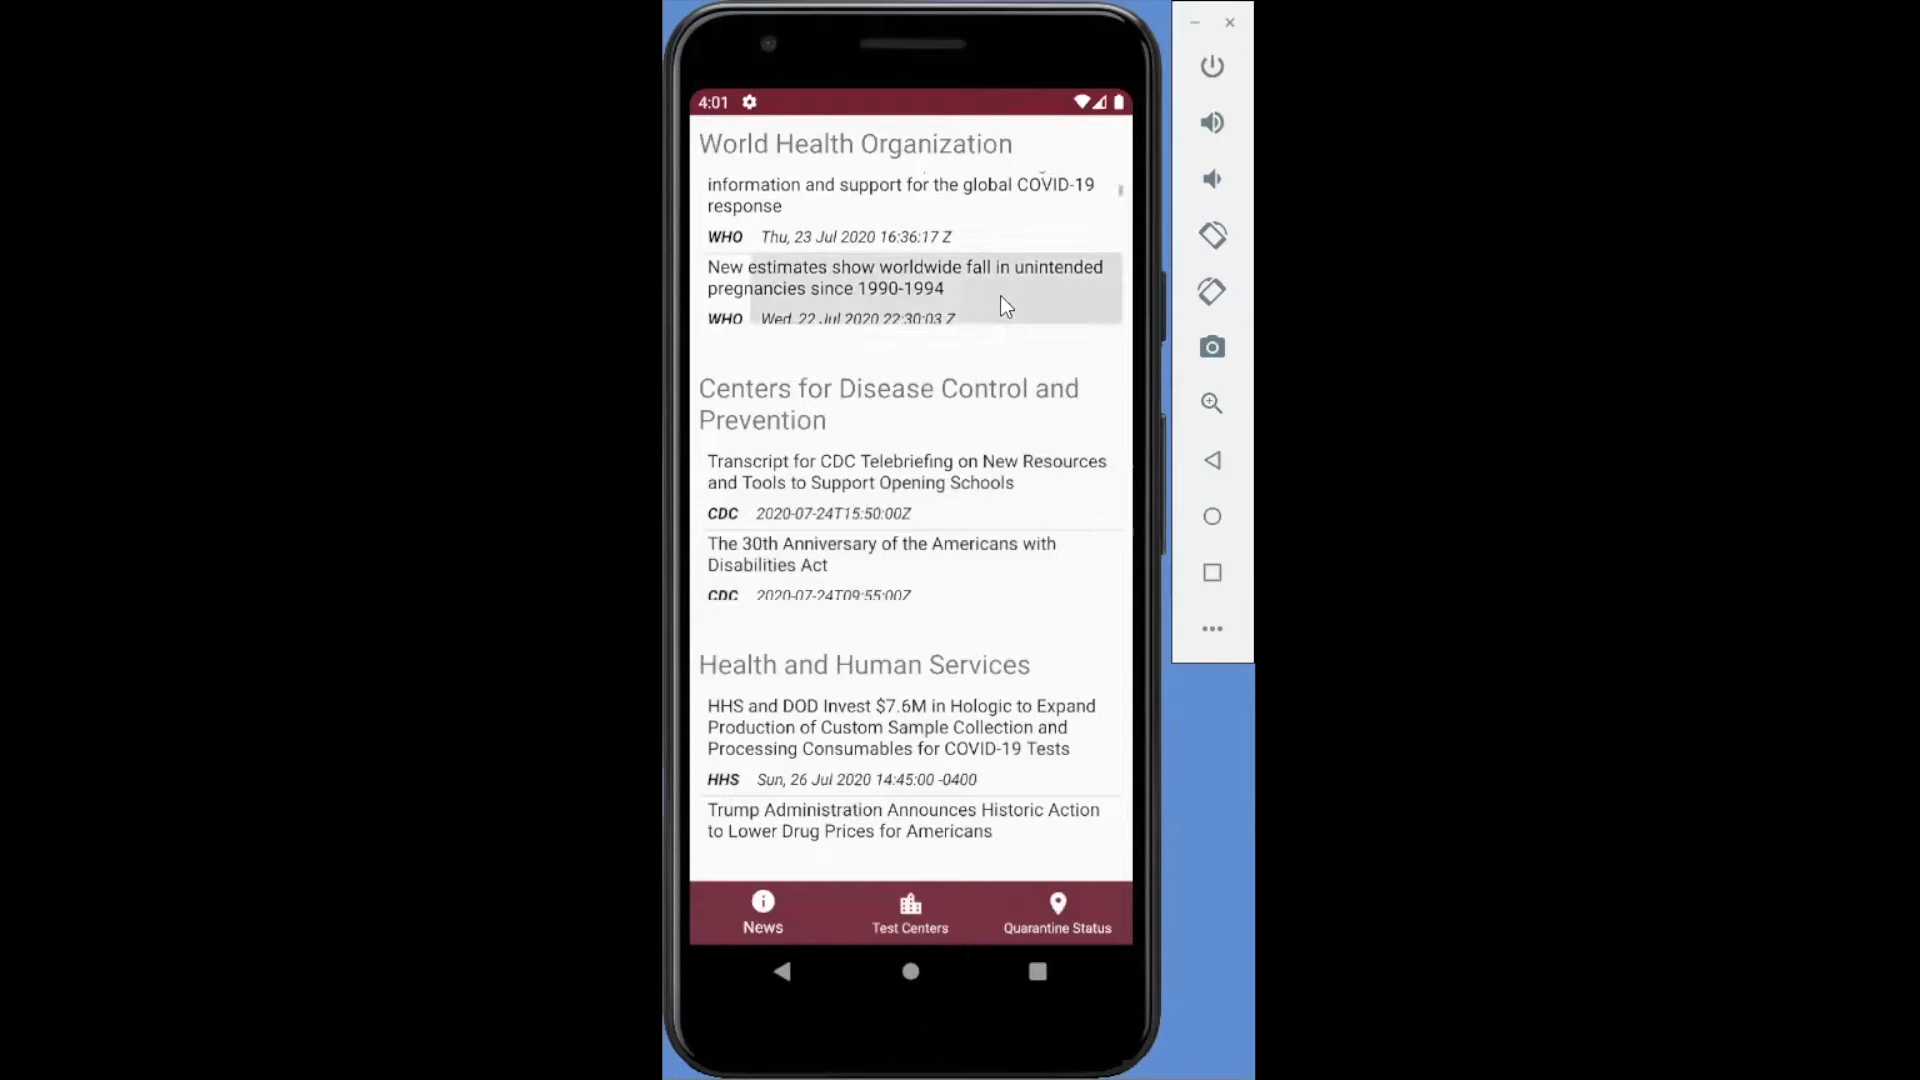 4:01
World Health Organization
information and support for the global COVID-19
response
WHO Thu, 23 Jul 2020 16:36:17 Z
New estimates show worldwide fall in unintended
pregnancies since 1990-1994
WHO Wed, 22 Jul 2020 22:30:03 Z
Centers for Disease Control and
Prevention
Transcript for CDC Telebriefing on New Resources
and Tools to Support Opening Schools
CDC 2020-07-24T15:50:00Z
The 30th Anniversary of the Americans with
Disabilities Act
CDC 2020-07-24T09:55:00Z
Health and Human Services
HHS and DOD Invest $7.6M in Hologic to Expand
Production of Custom Sample Collection and
Processing Consumables for COVID-19 Tests
HHS Sun, 26 Jul 2020 14:45:00 -0400
Trump Administration Announces Historic Action
to Lower Drug Prices for Americans
News Test Centers Quarantine Status